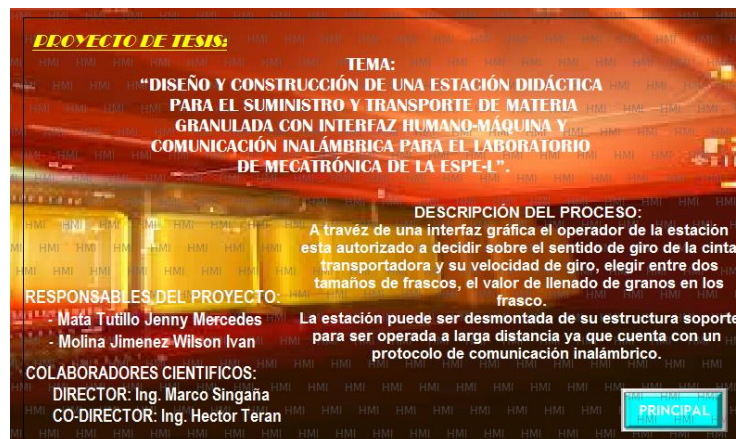 PROYECTO DE TESIS:
TEMA:
“DISEÑO Y CONSTRUCCIÓN DE UNA ESTACIÓN DIDÁCTICA
PARA EL SUMINISTRO Y TRANSPORTE DE MATERIA
GRANULADA CON INTERFAZ HUMANO-MÁQUINA Y
COMUNICACIÓN INALÁMBRICA PARA EL LABORATORIO
DE MECATRÓNICA DE LA ESPE-L”.
DESCRIPCIÓN DEL PROCESO:
A travéz de una interfaz gráfica el operador de la estación
esta autorizado a decidir sobre el sentido de giro de la cinta
transportadora y su velocidad de giro, elegir entre dos
tamaños de frascos, el valor de llenado de granos en los
frasco.
La estación puede ser desmontada de su estructura soporte
para ser operada a larga distancia ya que cuenta con un
protocolo de comunicación inalámbrico.
RESPONSABLES DEL PROYECTO:
- Mata Tutillo Jenny Mercedes
- Molina Jimenez Wilson Ivan
COLABORADORES CIENTIFICOS:
DIRECTOR: Ing. Marco Singaña
CO-DIRECTOR: Ing. Hector Teran
PRINCIPAL
HMI